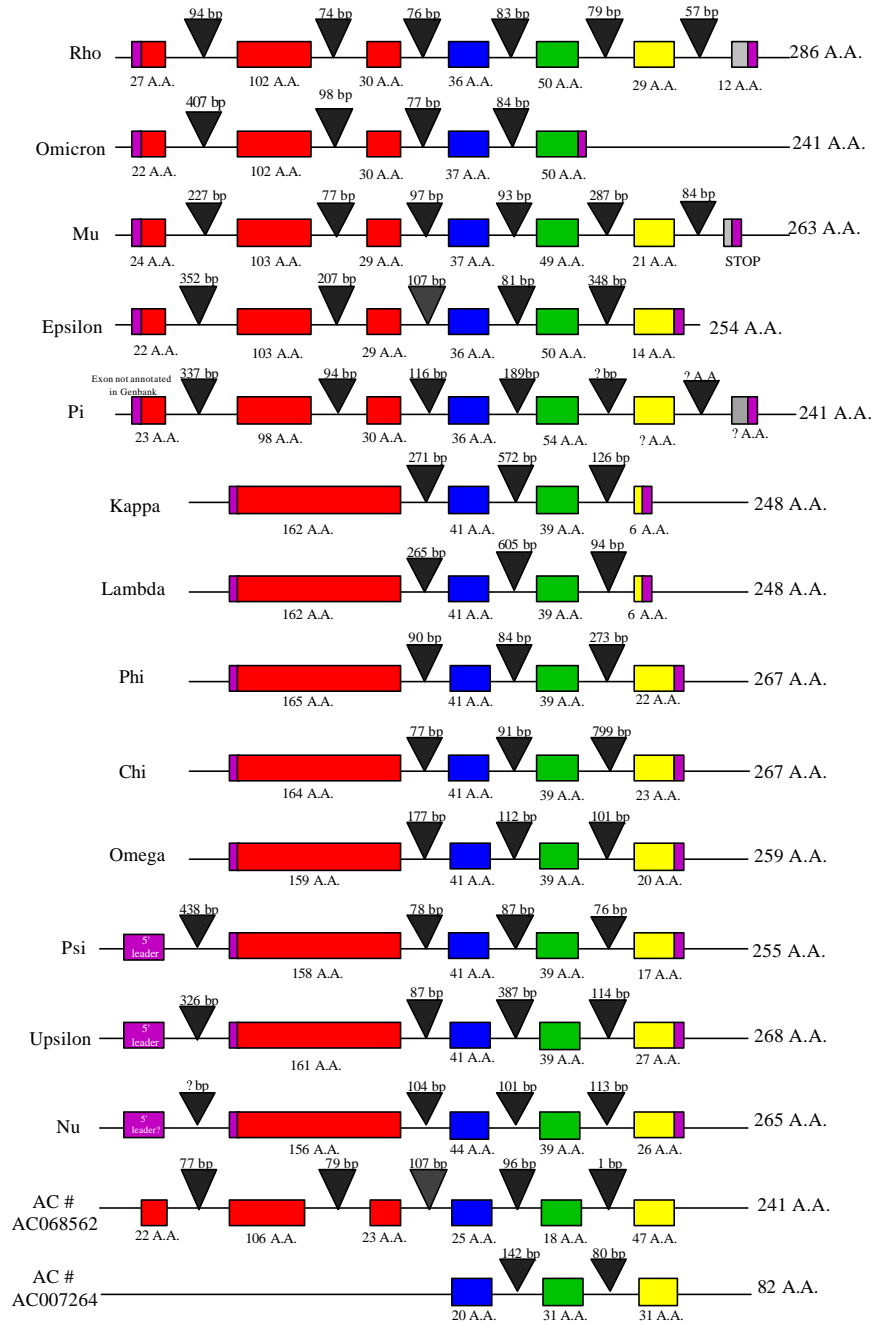 94 bp 74 bp 76 bp 83 bp 79 bp 57 bp
Rho 286 A.A.
27 A.A. 102 A.A. 30 A.A. 36 A.A. 50 A.A. 29 A.A. 12 A.A.
407 bp 98 bp 77 bp 84 bp
Omicron 241 A.A.
22 A.A. 102 A.A. 30 A.A. 37 A.A. 50 A.A.
227 bp 77 bp 97 bp 93 bp 287 bp 84 bp
Mu 263 A.A.
24 A.A. 103 A.A. 29 A.A. 37 A.A. 49 A.A. 21 A.A. STOP
352 bp 207 bp 107 bp 81 bp 348 bp
Epsilon 254 A.A.
22 A.A. 103 A.A. 29 A.A. 36 A.A. 50 A.A. 14 A.A.
Exon not annotated
in Genbank
337 bp 94 bp 116 bp 189bp ? bp ? A.A
Pi 241 A.A.
23 A.A. 98 A.A. 30 A.A. 36 A.A. 54 A.A. ? A.A. ? A.A.
271 bp 572 bp 126 bp
Kappa 248 A.A.
162 A.A. 41 A.A. 39 A.A. 6 A.A.
265 bp 605 bp 94 bp
Lambda 248 A.A.
162 A.A. 41 A.A. 39 A.A. 6 A.A.
90 bp 84 bp 273 bp
Phi 267 A.A.
165 A.A. 41 A.A. 39 A.A. 22 A.A.
77 bp 91 bp 799 bp
Chi 267 A.A.
164 A.A. 41 A.A. 39 A.A. 23 A.A.
177 bp 112 bp 101 bp
Omega 259 A.A.
159 A.A. 41 A.A. 39 A.A. 20 A.A.
438 bp 78 bp 87 bp 76 bp
Psi 5' leader 255 A.A.
158 A.A. 41 A.A. 39 A.A. 17 A.A.
326 bp 87 bp 387 bp 114 bp
Upsilon 5' leader 268 A.A.
161 A.A. 41 A.A. 39 A.A. 27 A.A.
? bp 104 bp 101 bp 113 bp
Nu 5' leader? 265 A.A.
156 A.A. 44 A.A. 39 A.A. 26 A.A.
77 bp 79 bp 107 bp 96 bp 1 bp
AC #
AC068562 241 A.A.
22 A.A. 106 A.A. 23 A.A. 25 A.A. 18 A.A. 47 A.A.
142 bp 80 bp
AC #
AC007264 82 A.A.
20 A.A. 31 A.A. 31 A.A.